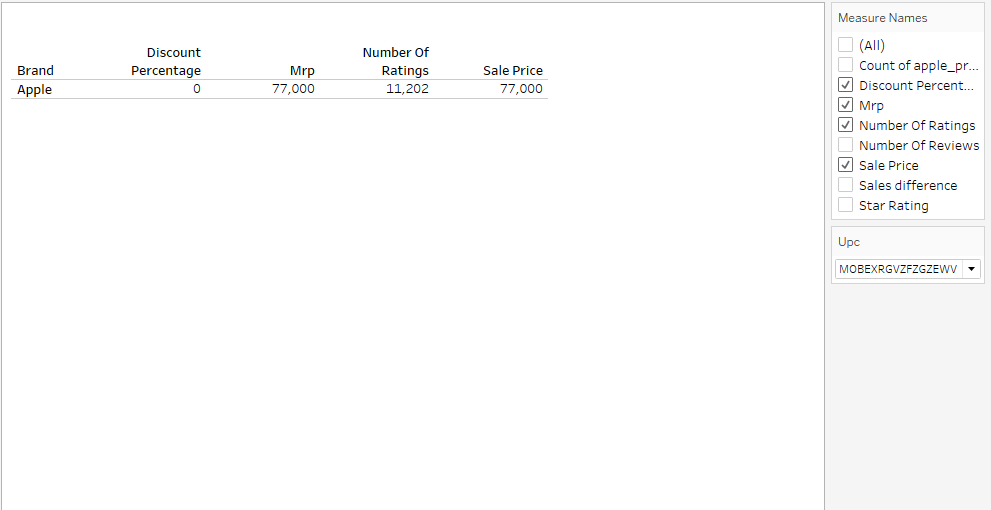 Discount Number Of
Brand Percentage Mrp Ratings Sale Price
Apple 0 77,000 11,202 77,000
Measure Names
(All)
Count of apple_pr...
Discount Percent...
Mrp
Number Of Ratings
Number Of Reviews
Sale Price
Sales difference
Star Rating
Upc
MOBEXRGVZFZGZEWV